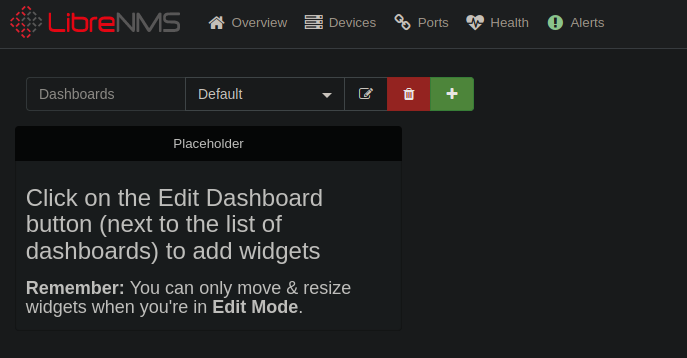 LibreNMS Overview Devices Ports Health Alerts
Dashboards Default
Placeholder
Click on the Edit Dashboard
button (next to the list of
dashboards) to add widgets
Remember: You can only move & resize
widgets when you're in Edit Mode.